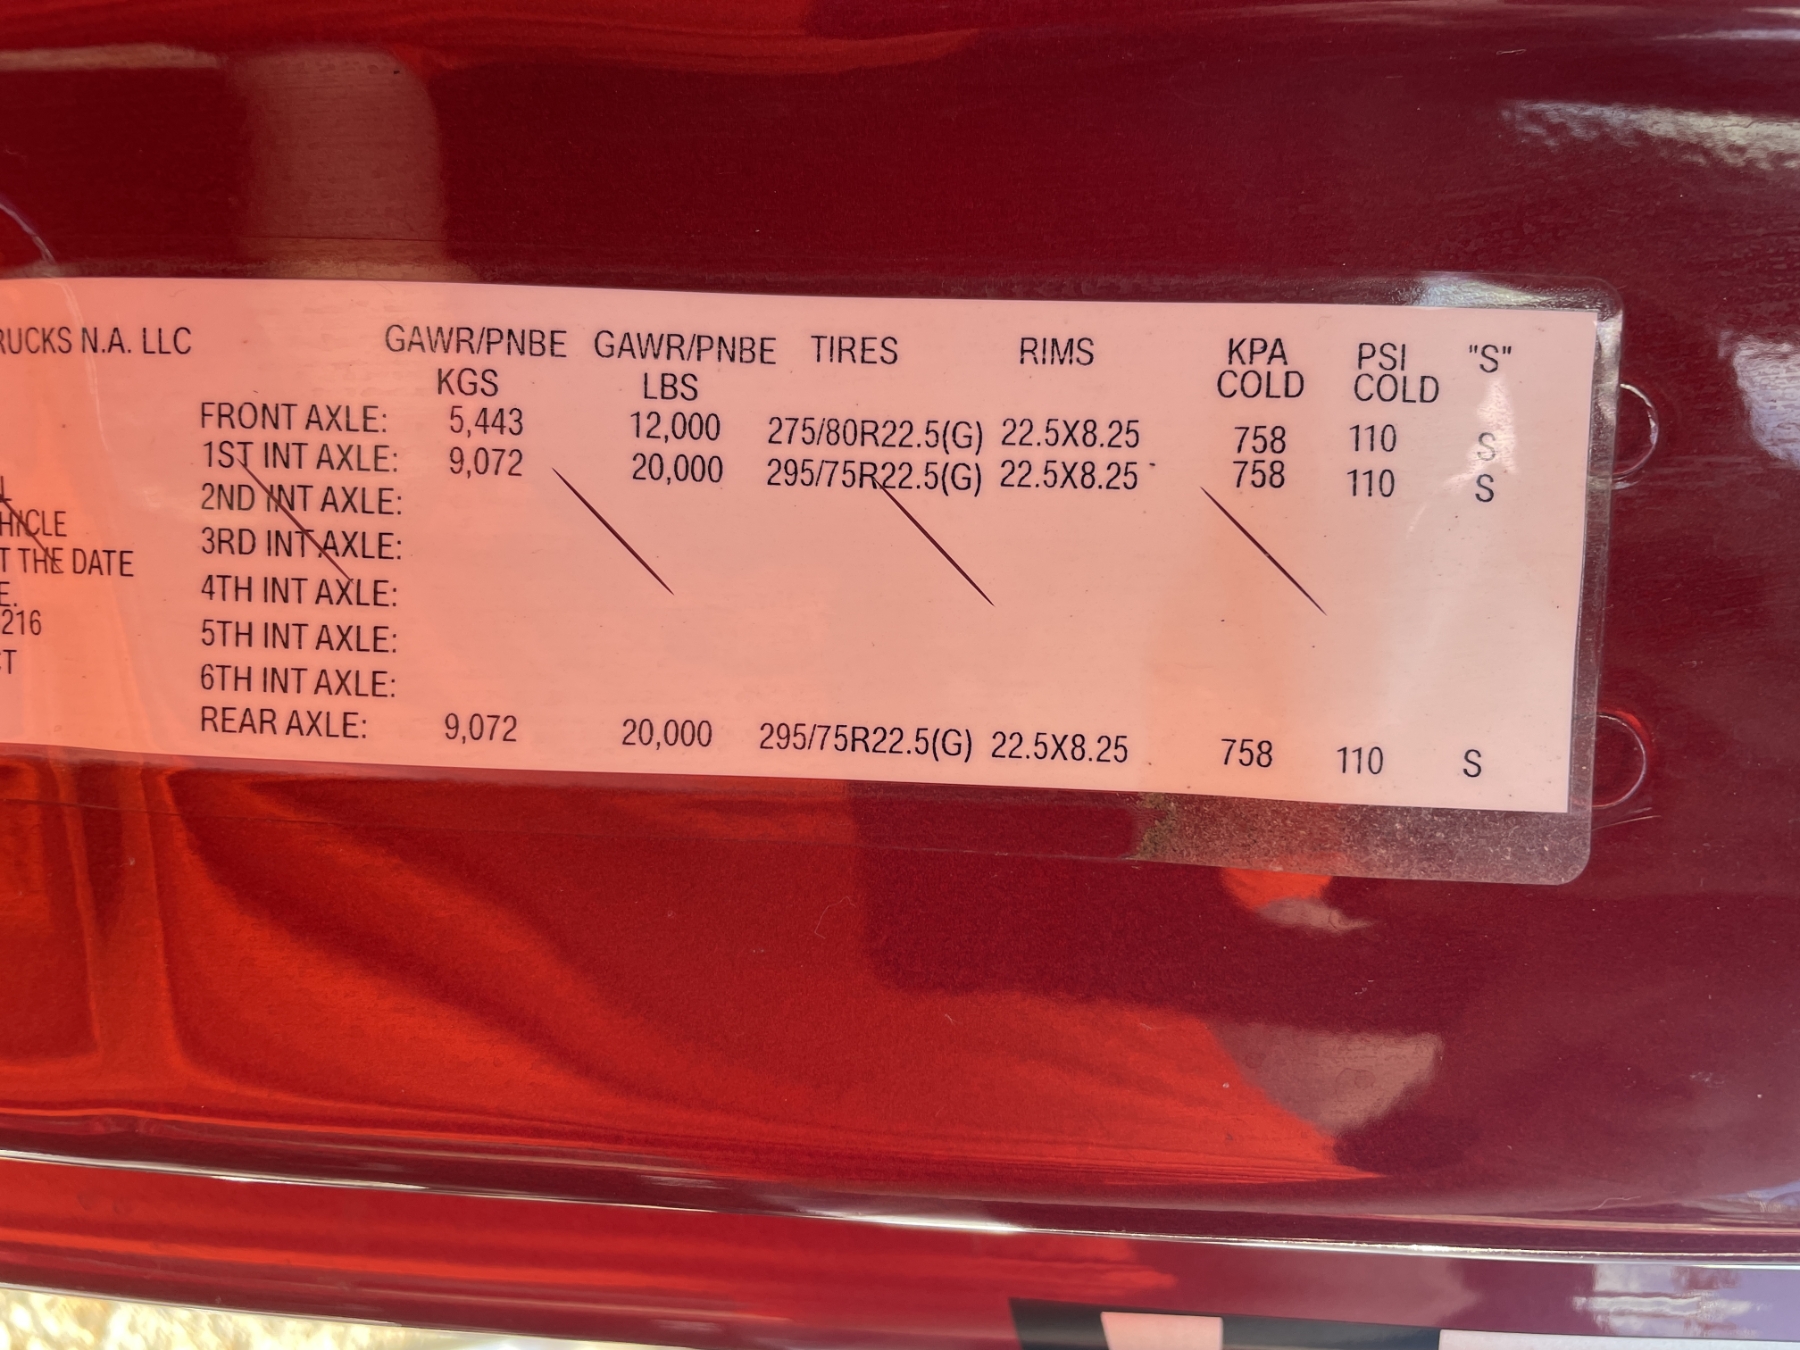 RUCKS N.A. LLC
GAWR/PNBE GAWR/PNBE TIRES RIMS KPA PSI "S"
KGS LBS COLD COLD
FRONT AXLE: 5,443 12,000 275/80R22.5(G) 22.5X8.25 758 110 S
1ST INT AXLE: 9,072 20,000 295/75R22.5(G) 22.5X8.25 758 110 S
2ND INT AXLE:
HICLE
3RD INT AXLE:
T THE DATE
4TH INT AXLE:
E.
216
5TH INT AXLE:
CT
6TH INT AXLE:
REAR AXLE: 9,072 20,000 295/75R22.5(G) 22.5X8.25 758 110 S